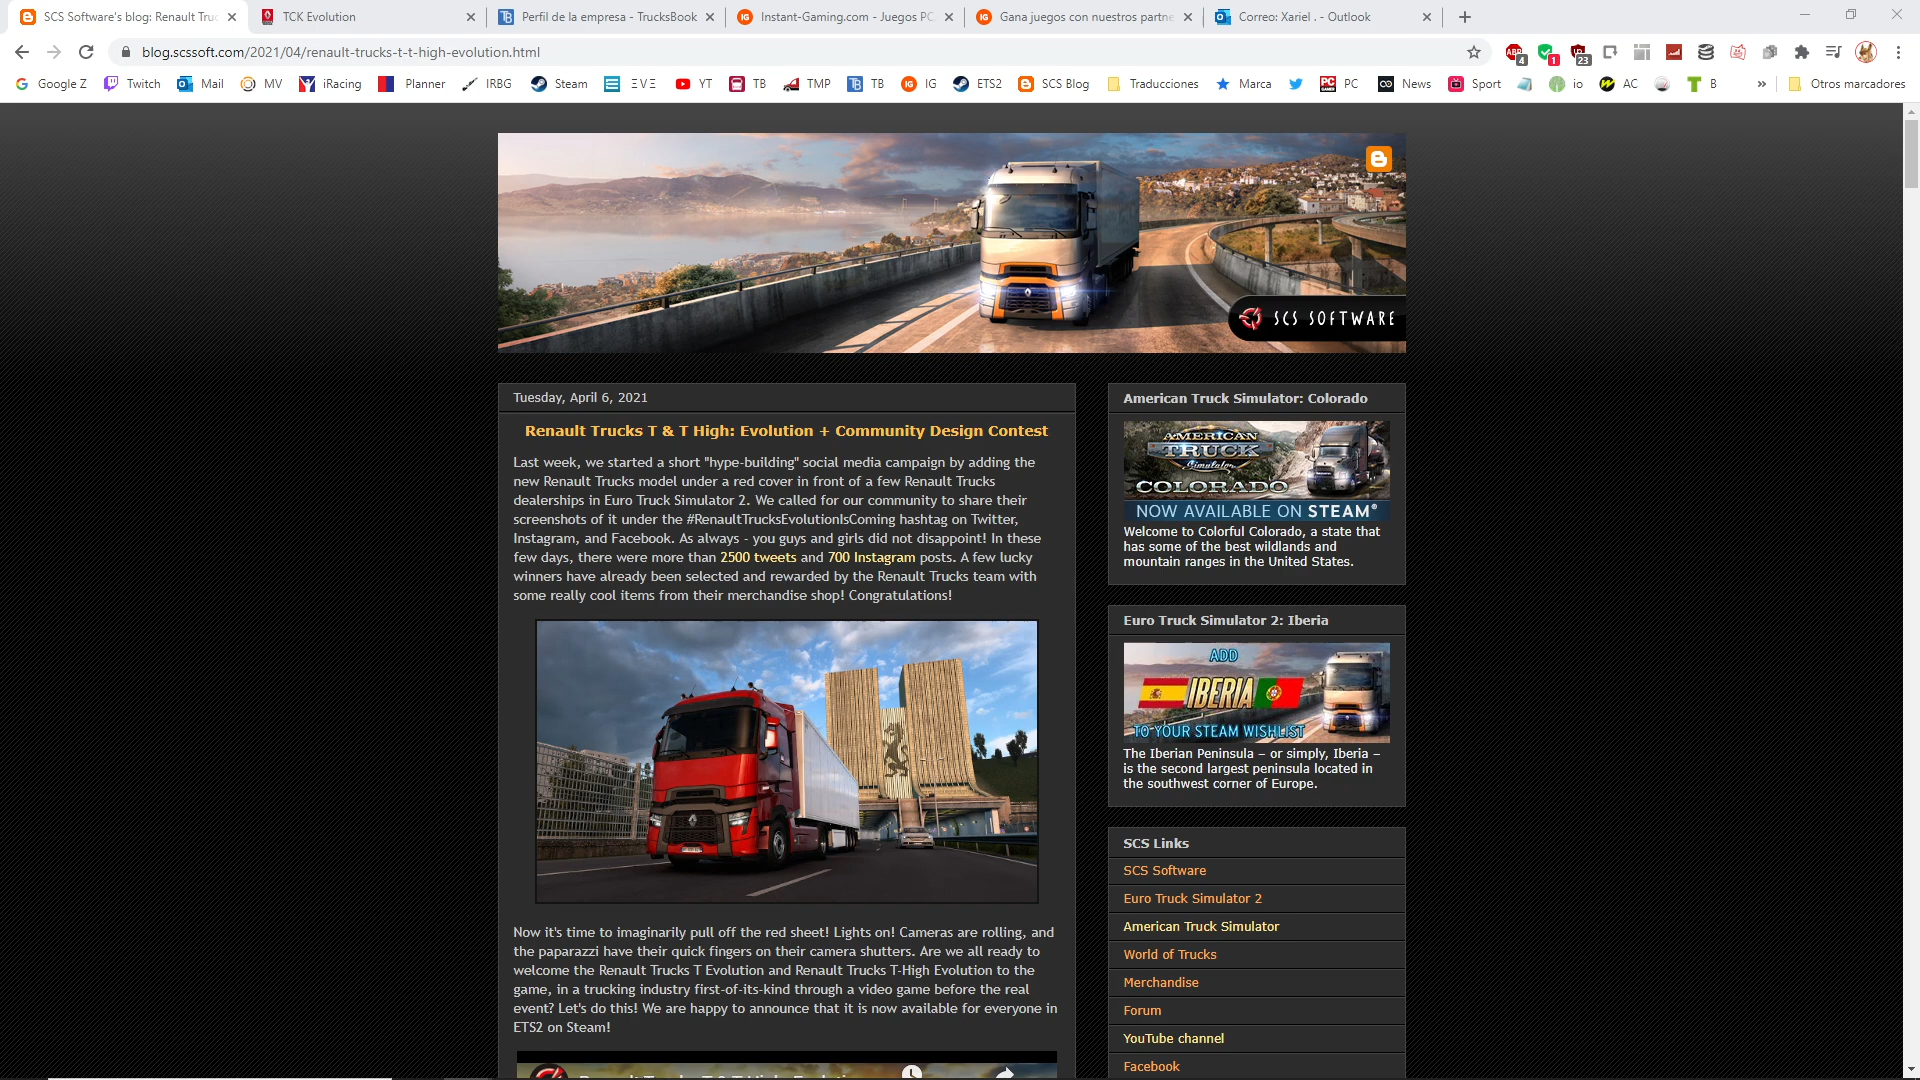 SCS Software's blog: Renault Truc
TCK Evolution
Perfil de la empresa - TrucksBook
Instant-Gaming.com - Juegos PC
Gana juegos con nuestros partne
Correo: Xariel . - Outlook
blog.scssoft.com/2021/04/renault-trucks-t-t-high-evolution.html
4
1
23
Google Z
Twitch
Mail
MV
iRacing
Planner
IRBG
Steam
YT
TB
TMP
TB
IG
ETS2
SCS Blog
Traducciones
Marca
PC
News
Sport
io
AC
B
»
Otros marcadores
SCS SOFTWARE
Tuesday, April 6, 2021
Renault Trucks T & T High: Evolution + Community Design Contest
Last week, we started a short "hype-building" social media campaign by adding the
new Renault Trucks model under a red cover in front of a few Renault Trucks
dealerships in Euro Truck Simulator 2. We called for our community to share their
screenshots of it under the #RenaultTrucksEvolutionIsComing hashtag on Twitter,
Instagram, and Facebook. As always - you guys and girls did not disappoint! In these
few days, there were more than 2500 tweets and 700 Instagram posts. A few lucky
winners have already been selected and rewarded by the Renault Trucks team with
some really cool items from their merchandise shop! Congratulations!
Now it's time to imaginarily pull off the red sheet! Lights on! Cameras are rolling, and
the paparazzi have their quick fingers on their camera shutters. Are we all ready to
welcome the Renault Trucks T Evolution and Renault Trucks T-High Evolution to the
game, in a trucking industry first-of-its-kind through a video game before the real
event? Let's do this! We are happy to announce that it is now available for everyone in
ETS2 on Steam!
American Truck Simulator: Colorado
AMERICAN
TRUCK
Simulator
COLORADO
NOW AVAILABLE ON STEAM®
Welcome to Colorful Colorado, a state that
has some of the best wildlands and
mountain ranges in the United States.
Euro Truck Simulator 2: Iberia
ADD
IBERIA
TO YOUR STEAM WISHLIST
The Iberian Peninsula – or simply, Iberia –
is the second largest peninsula located in
the southwest corner of Europe.
SCS Links
SCS Software
Euro Truck Simulator 2
American Truck Simulator
World of Trucks
Merchandise
Forum
YouTube channel
Facebook